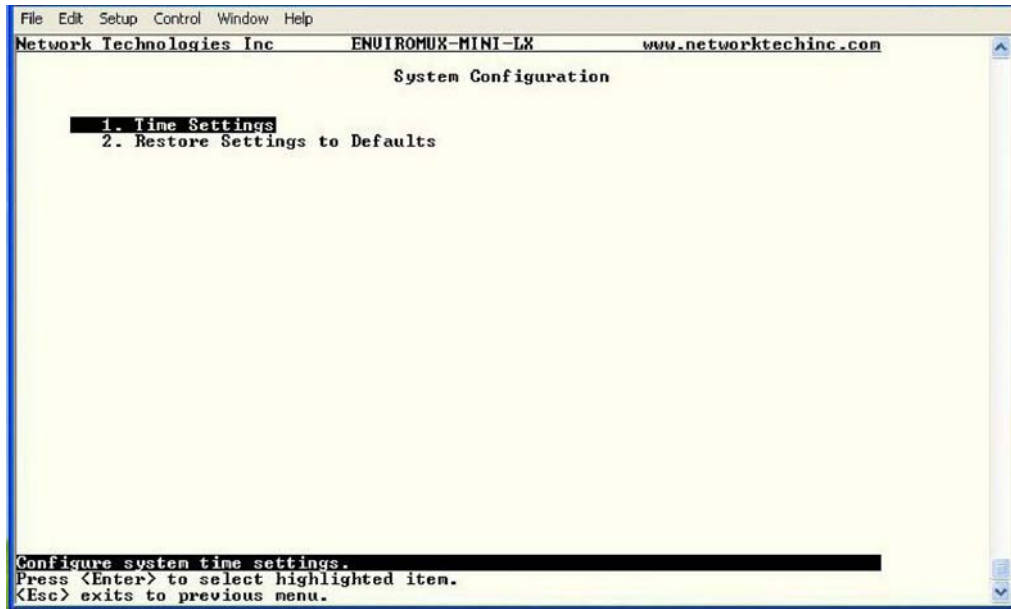 File Edit Setup Control Window Help
Network Technologies Inc ENVIROMUX-MINI-LX www.networktechinc.com
System Configuration
1. Time Settings
2. Restore Settings to Defaults
Configure system time settings.
Press <Enter> to select highlighted item.
<Esc> exits to previous menu.